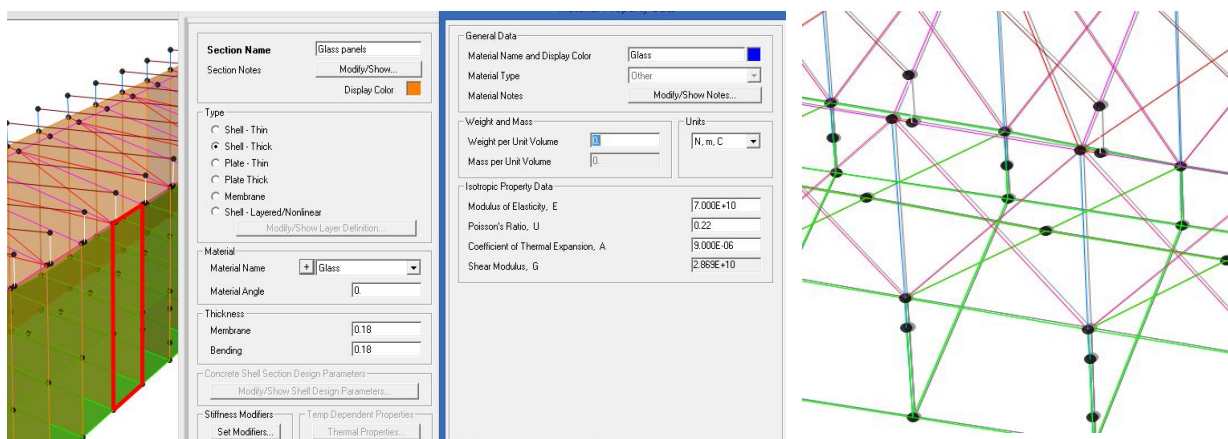 Section Name Glass panels
Section Notes Modify/Show...
Display Color
Type
Shell - Thin
Shell - Thick
Plate - Thin
Plate Thick
Membrane
Shell - Layered/Nonlinear
Modify/Show Layer Definition...
Material
Material Name + Glass
Material Angle 0.
Thickness
Membrane 0.18
Bending 0.18
Concrete Shell Section Design Parameters
Modify/Show Shell Design Parameters...
Stiffness Modifiers
Set Modifiers...
Temp Dependent Properties
Thermal Properties...
Material Property Data
General Data
Material Name and Display Color Glass
Material Type Other
Material Notes Modify/Show Notes...
Weight and Mass
Weight per Unit Volume 0.
Mass per Unit Volume 0.
Units
N, m, C
Isotropic Property Data
Modulus of Elasticity, E 7.000E+10
Poisson's Ratio, U 0.22
Coefficient of Thermal Expansion, A 9.000E-06
Shear Modulus, G 2.869E+10